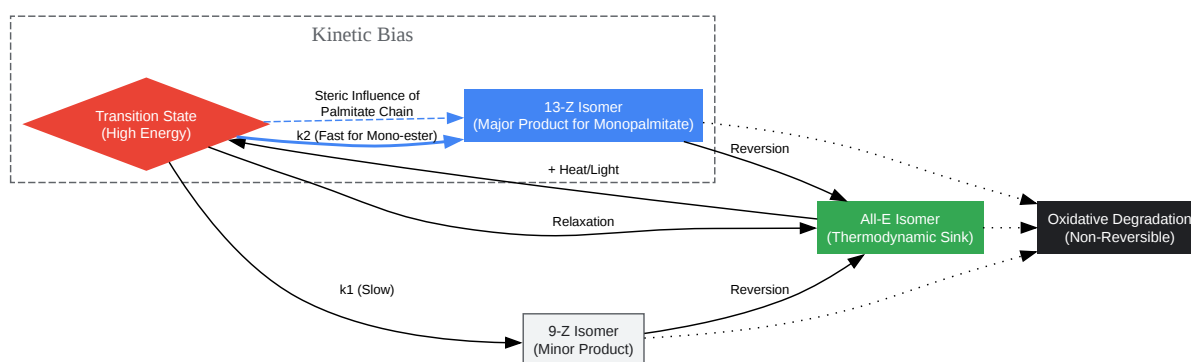 Kinetic Bias
Transition State
(High Energy)
Steric Influence of
Palmitate Chain
k2 (Fast for Mono-ester)
13-Z Isomer
(Major Product for Monopalmitate)
Reversion
+ Heat/Light
Relaxation
All-E Isomer
(Thermodynamic Sink)
Oxidative Degradation
(Non-Reversible)
k1 (Slow)
Reversion
9-Z Isomer
(Minor Product)